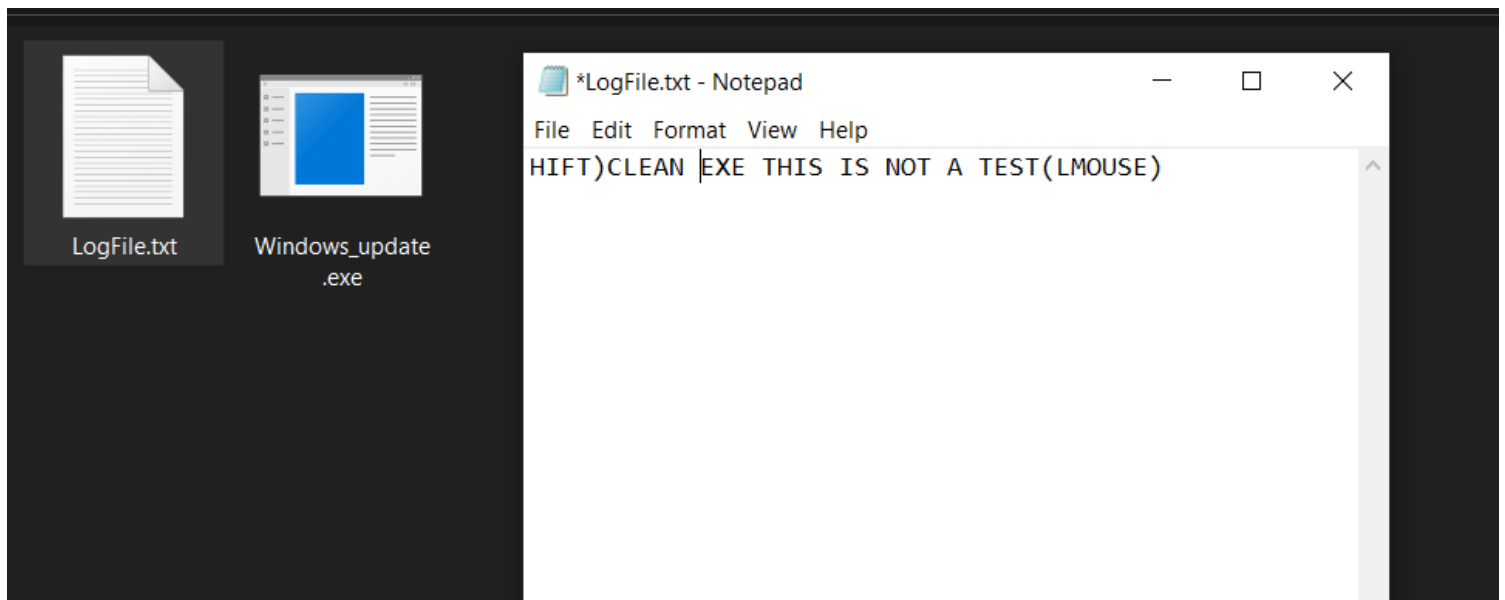 *LogFile.txt - Notepad
File Edit Format View Help
HIFT)CLEAN EXE THIS IS NOT A TEST(LMOUSE)
LogFile.txt
Windows_update
.exe